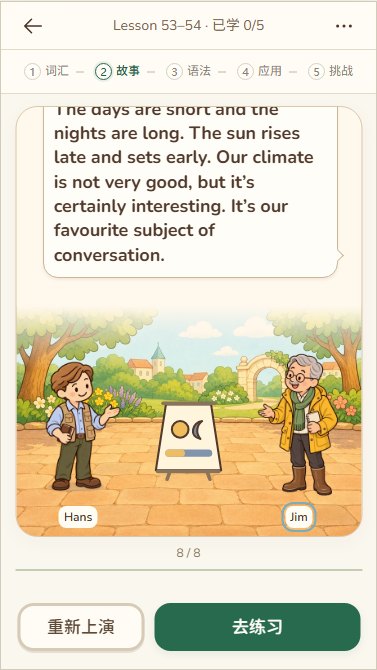 Lesson 53–54 · 已学 0/5
1 词汇 2 故事 3 语法 4 应用 5 挑战
The days are short and the
nights are long. The sun rises
late and sets early. Our climate
is not very good, but it’s
certainly interesting. It’s our
favourite subject of
conversation.
Hans
Jim
8 / 8
重新上演
去练习